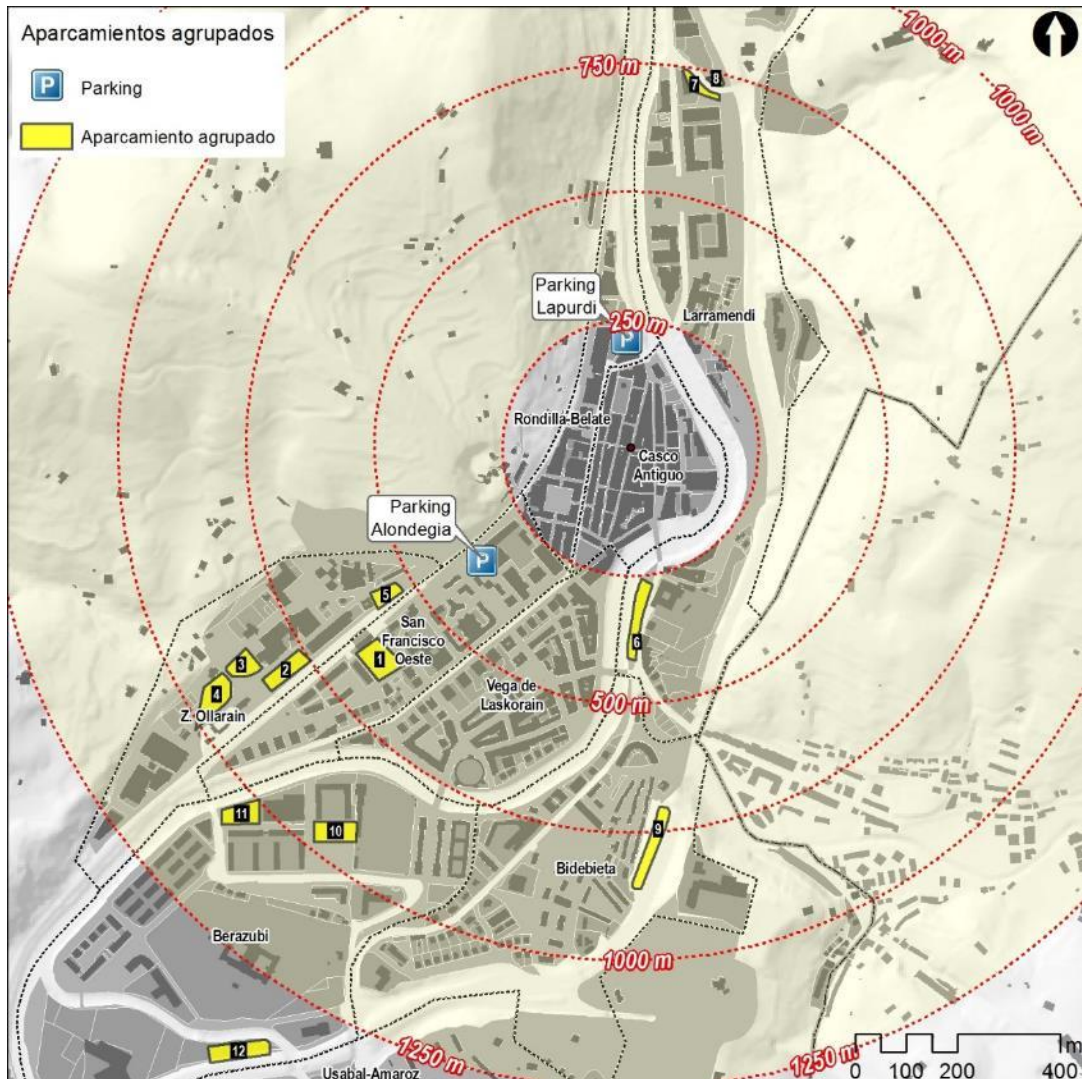 Aparcamientos agrupados
P
Parking
Aparcamiento agrupado
1000 m
1000 m
750 m
7
8
Parking
Lapurdi
250 m
P
Larramendi
Rondilla-Belate
Casco
Antiguo
Parking
Alondegia
P
5
San
Francisco
Oeste
1
6
3
2
4
Z. Ollarain
Vega de
Laskorain
500 m
11
10
9
Bidebieta
Berazubi
1000 m
12
Usabal-Amaroz
1250 m
1250 m
1m
0
100
200
400